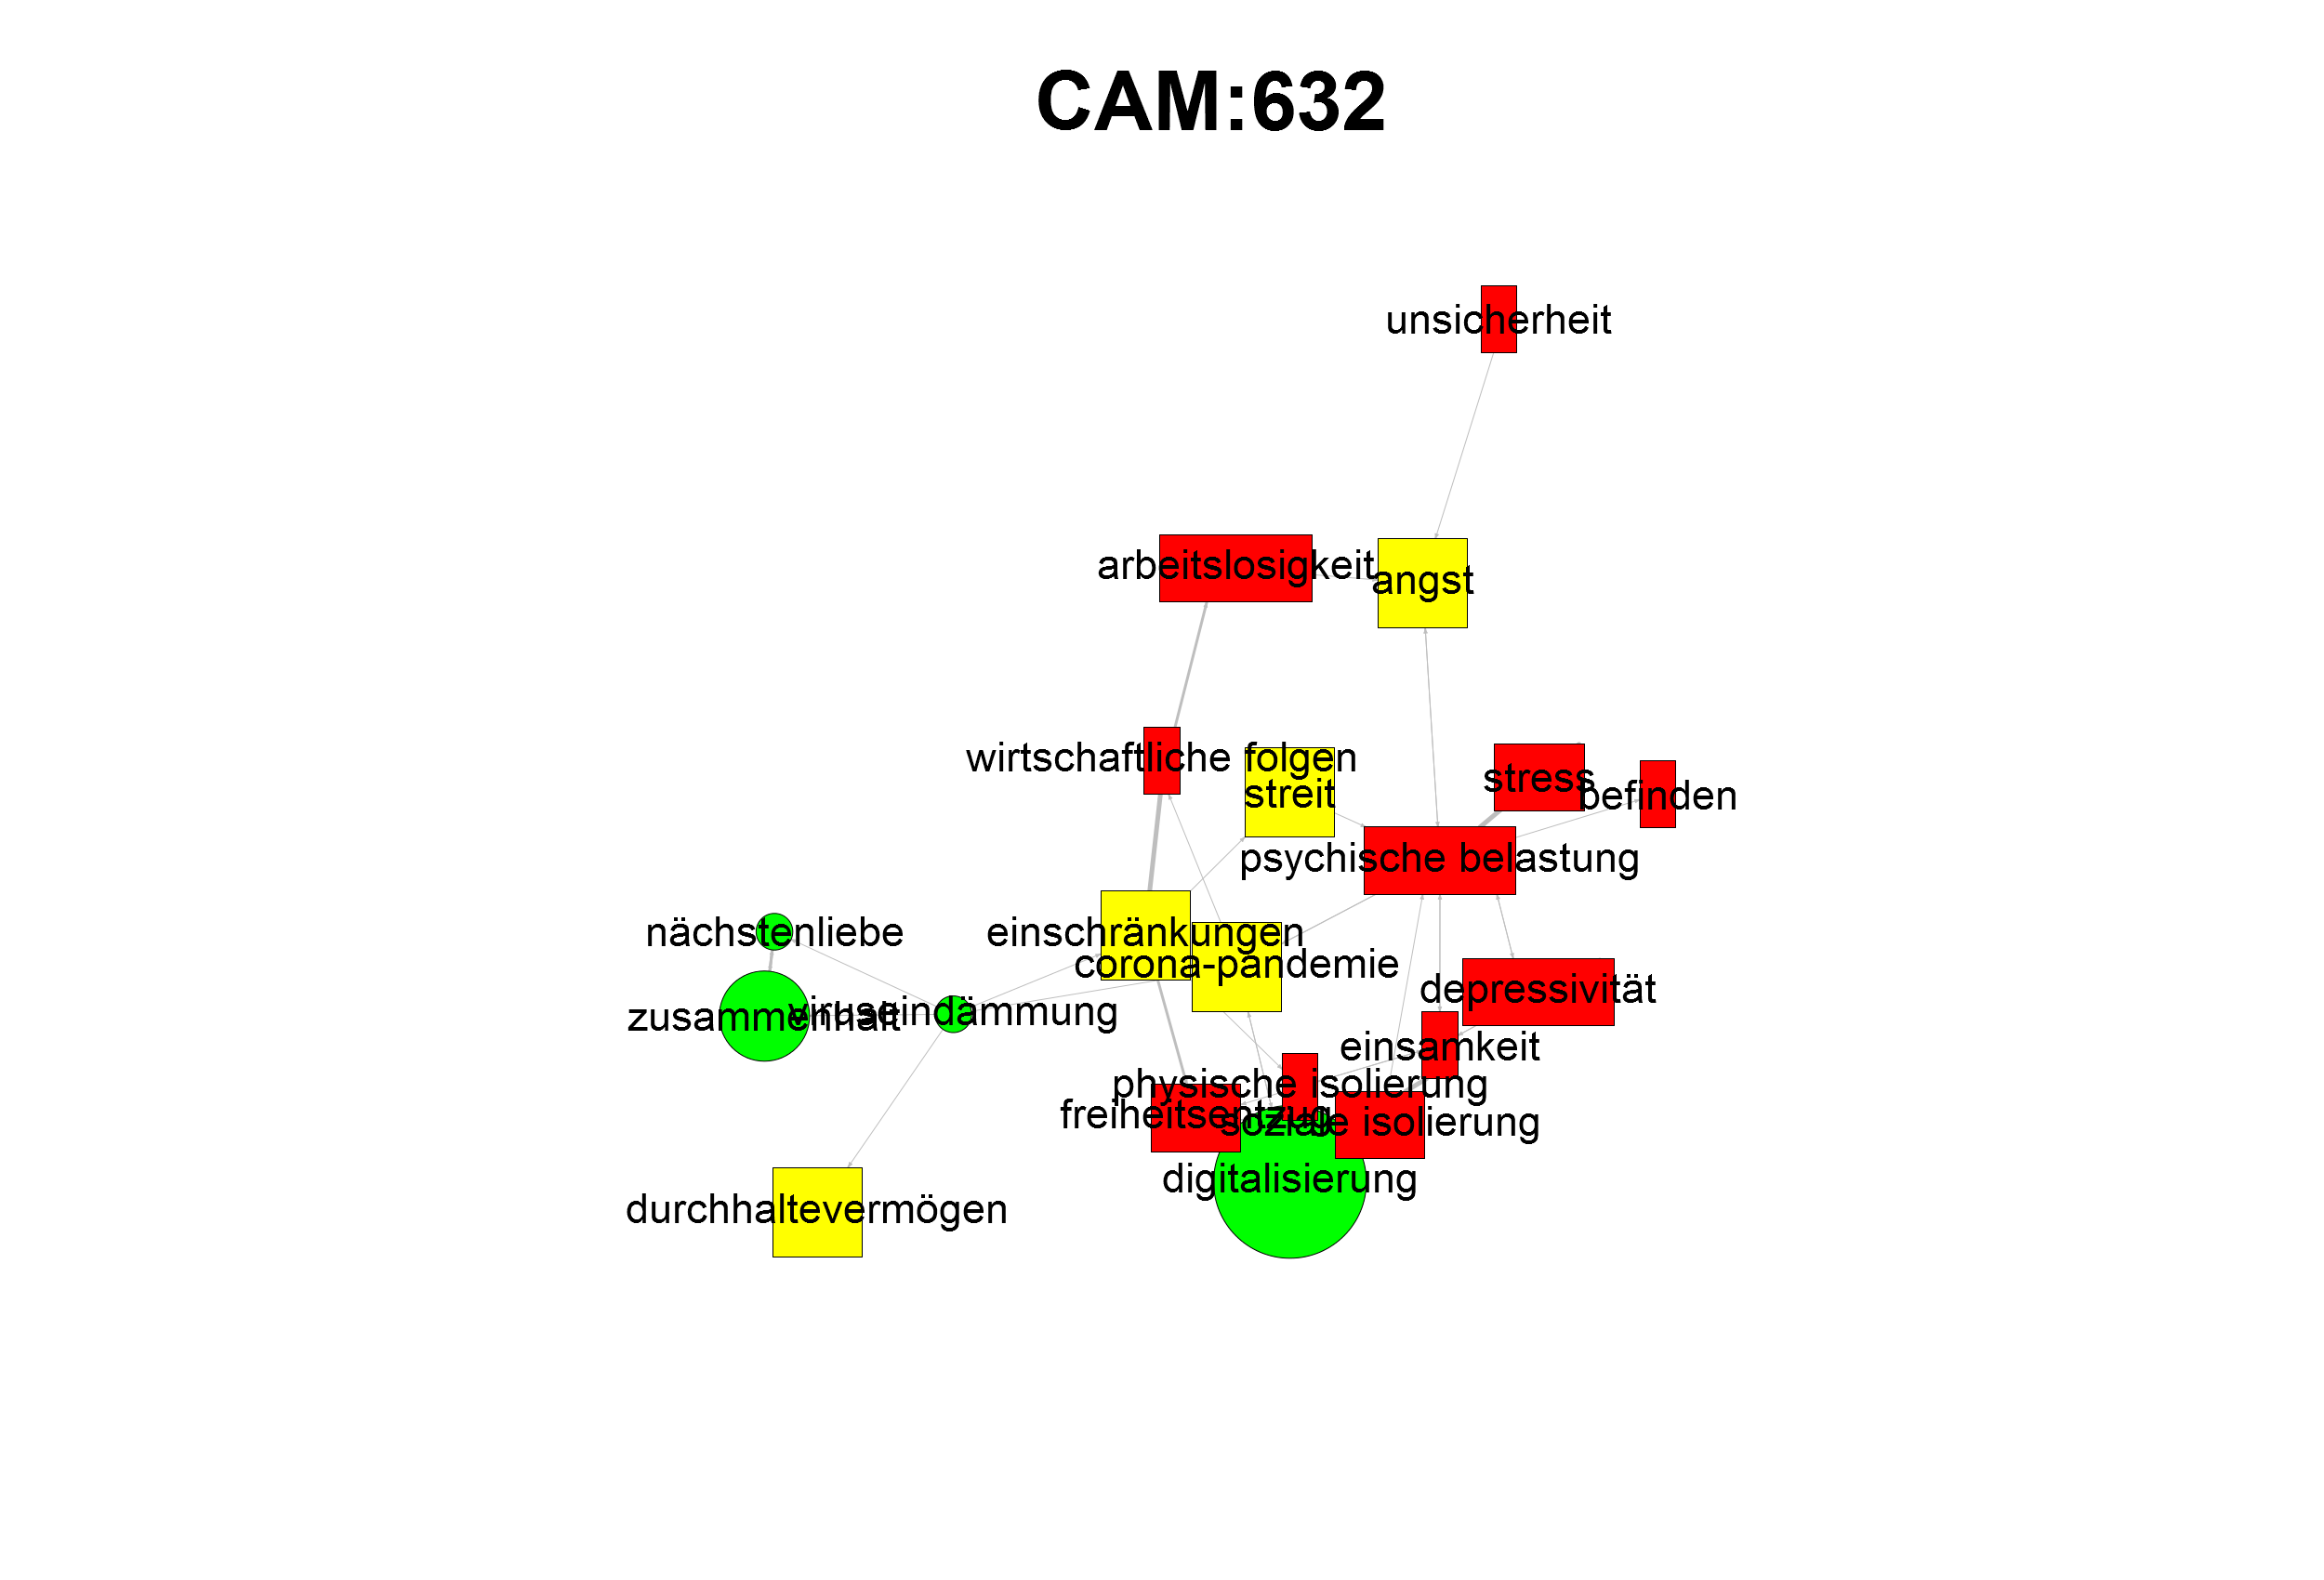 CAM:632
unsicherheit
arbeitslosigkeit
angst
wirtschaftliche folgen
streit
stress
befinden
psychische belastung
nächstenliebe
einschränkungen
corona-pandemie
depressivität
zusammenhalt
viruseindämmung
einsamkeit
physische isolierung
freiheitsentzug
soziale isolierung
digitalisierung
durchhaltevermögen